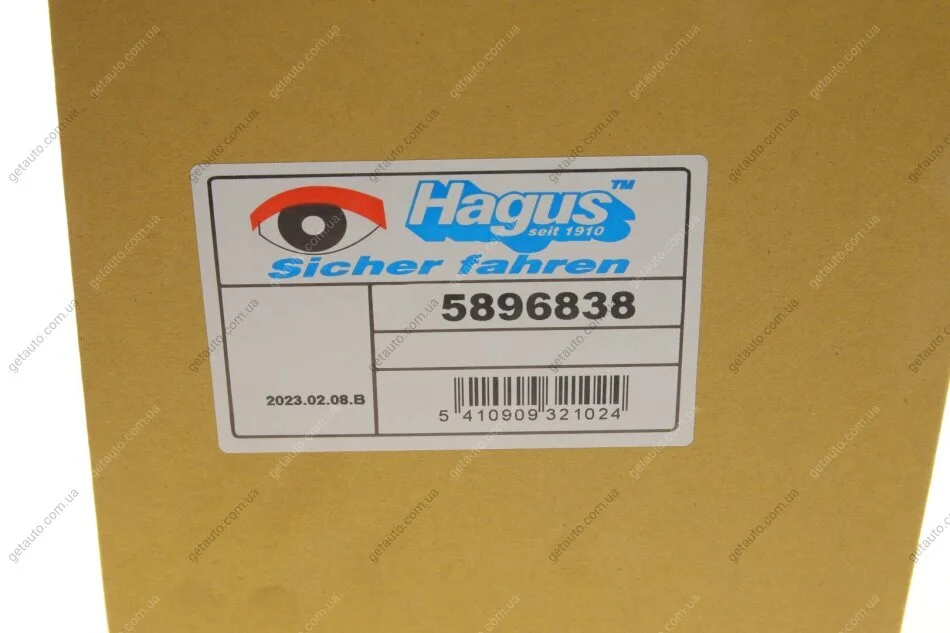 Hagus™
seit 1910
Sicher fahren
5896838
2023.02.08.B
5 410909 321024
getauto.com.ua